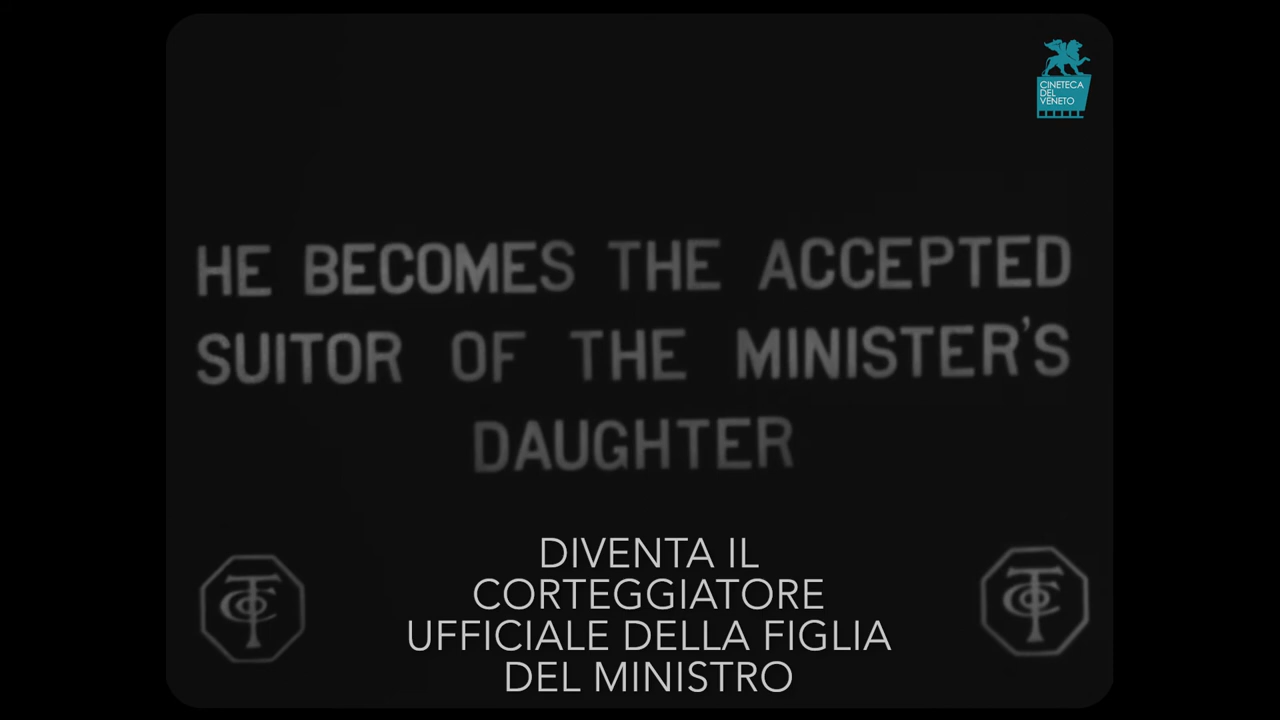 CINETECA
DEL
VENETO
HE BECOMES THE ACCEPTED
SUITOR OF THE MINISTER'S
DAUGHTER
DIVENTA IL
CORTEGGIATORE
UFFICIALE DELLA FIGLIA
DEL MINISTRO